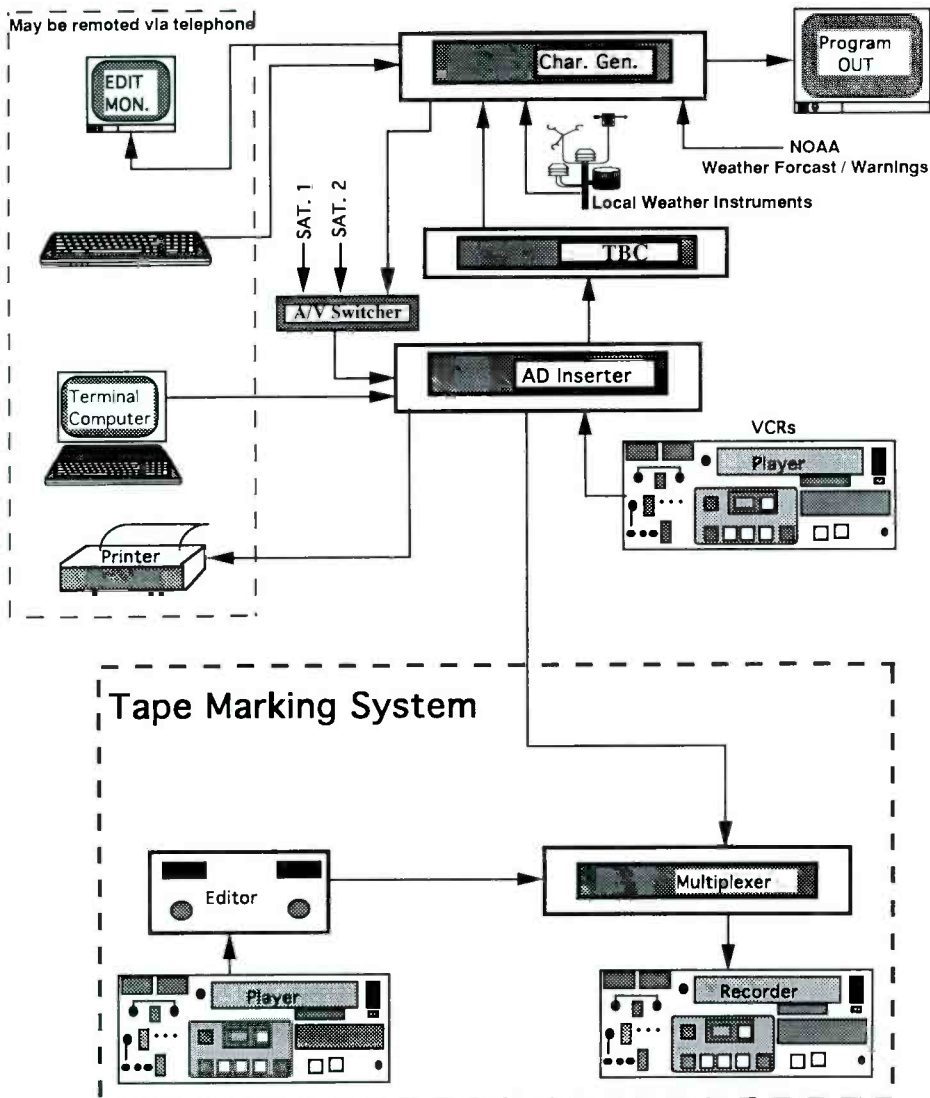 May be remoted via telephone
EDIT
MON.
Char. Gen.
Program
OUT
NOAA
Weather Forcast / Warnings
Local Weather Instruments
SAT. 1
SAT. 2
TBC
A/V Switcher
AD Inserter
Terminal
Computer
VCRs
Player
Printer
Tape Marking System
Editor
Multiplexer
Player
Recorder